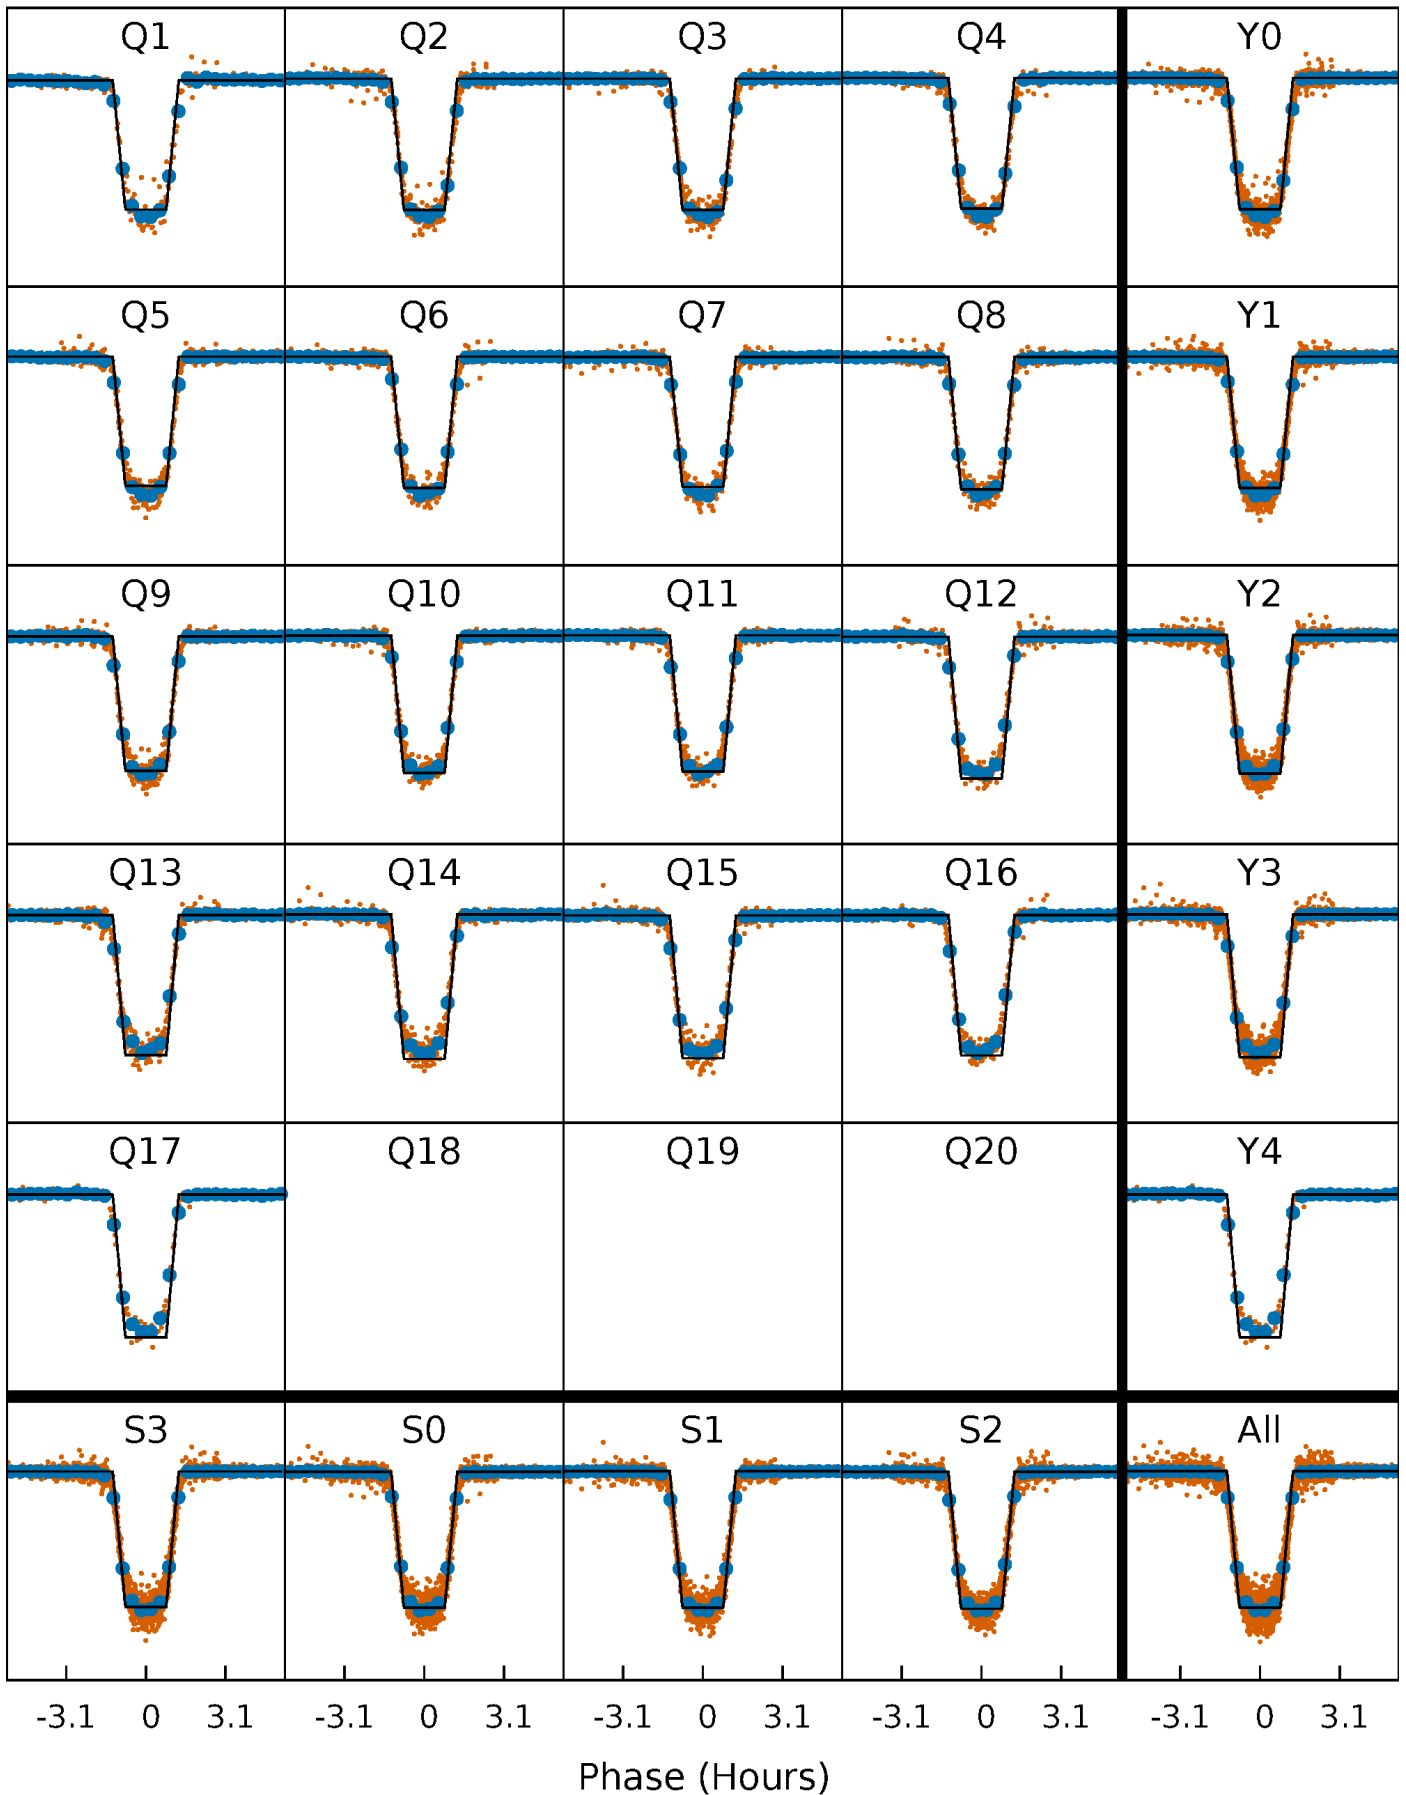 Q1 Q2 Q3 Q4 Y0
Q5 Q6 Q7 Q8 Y1
Q9 Q10 Q11 Q12 Y2
Q13 Q14 Q15 Q16 Y3
Q17 Q18 Q19 Q20 Y4
S3 S0 S1 S2 All
-3.1 0 3.1 -3.1 0 3.1 -3.1 0 3.1 -3.1 0 3.1 -3.1 0 3.1
Phase (Hours)